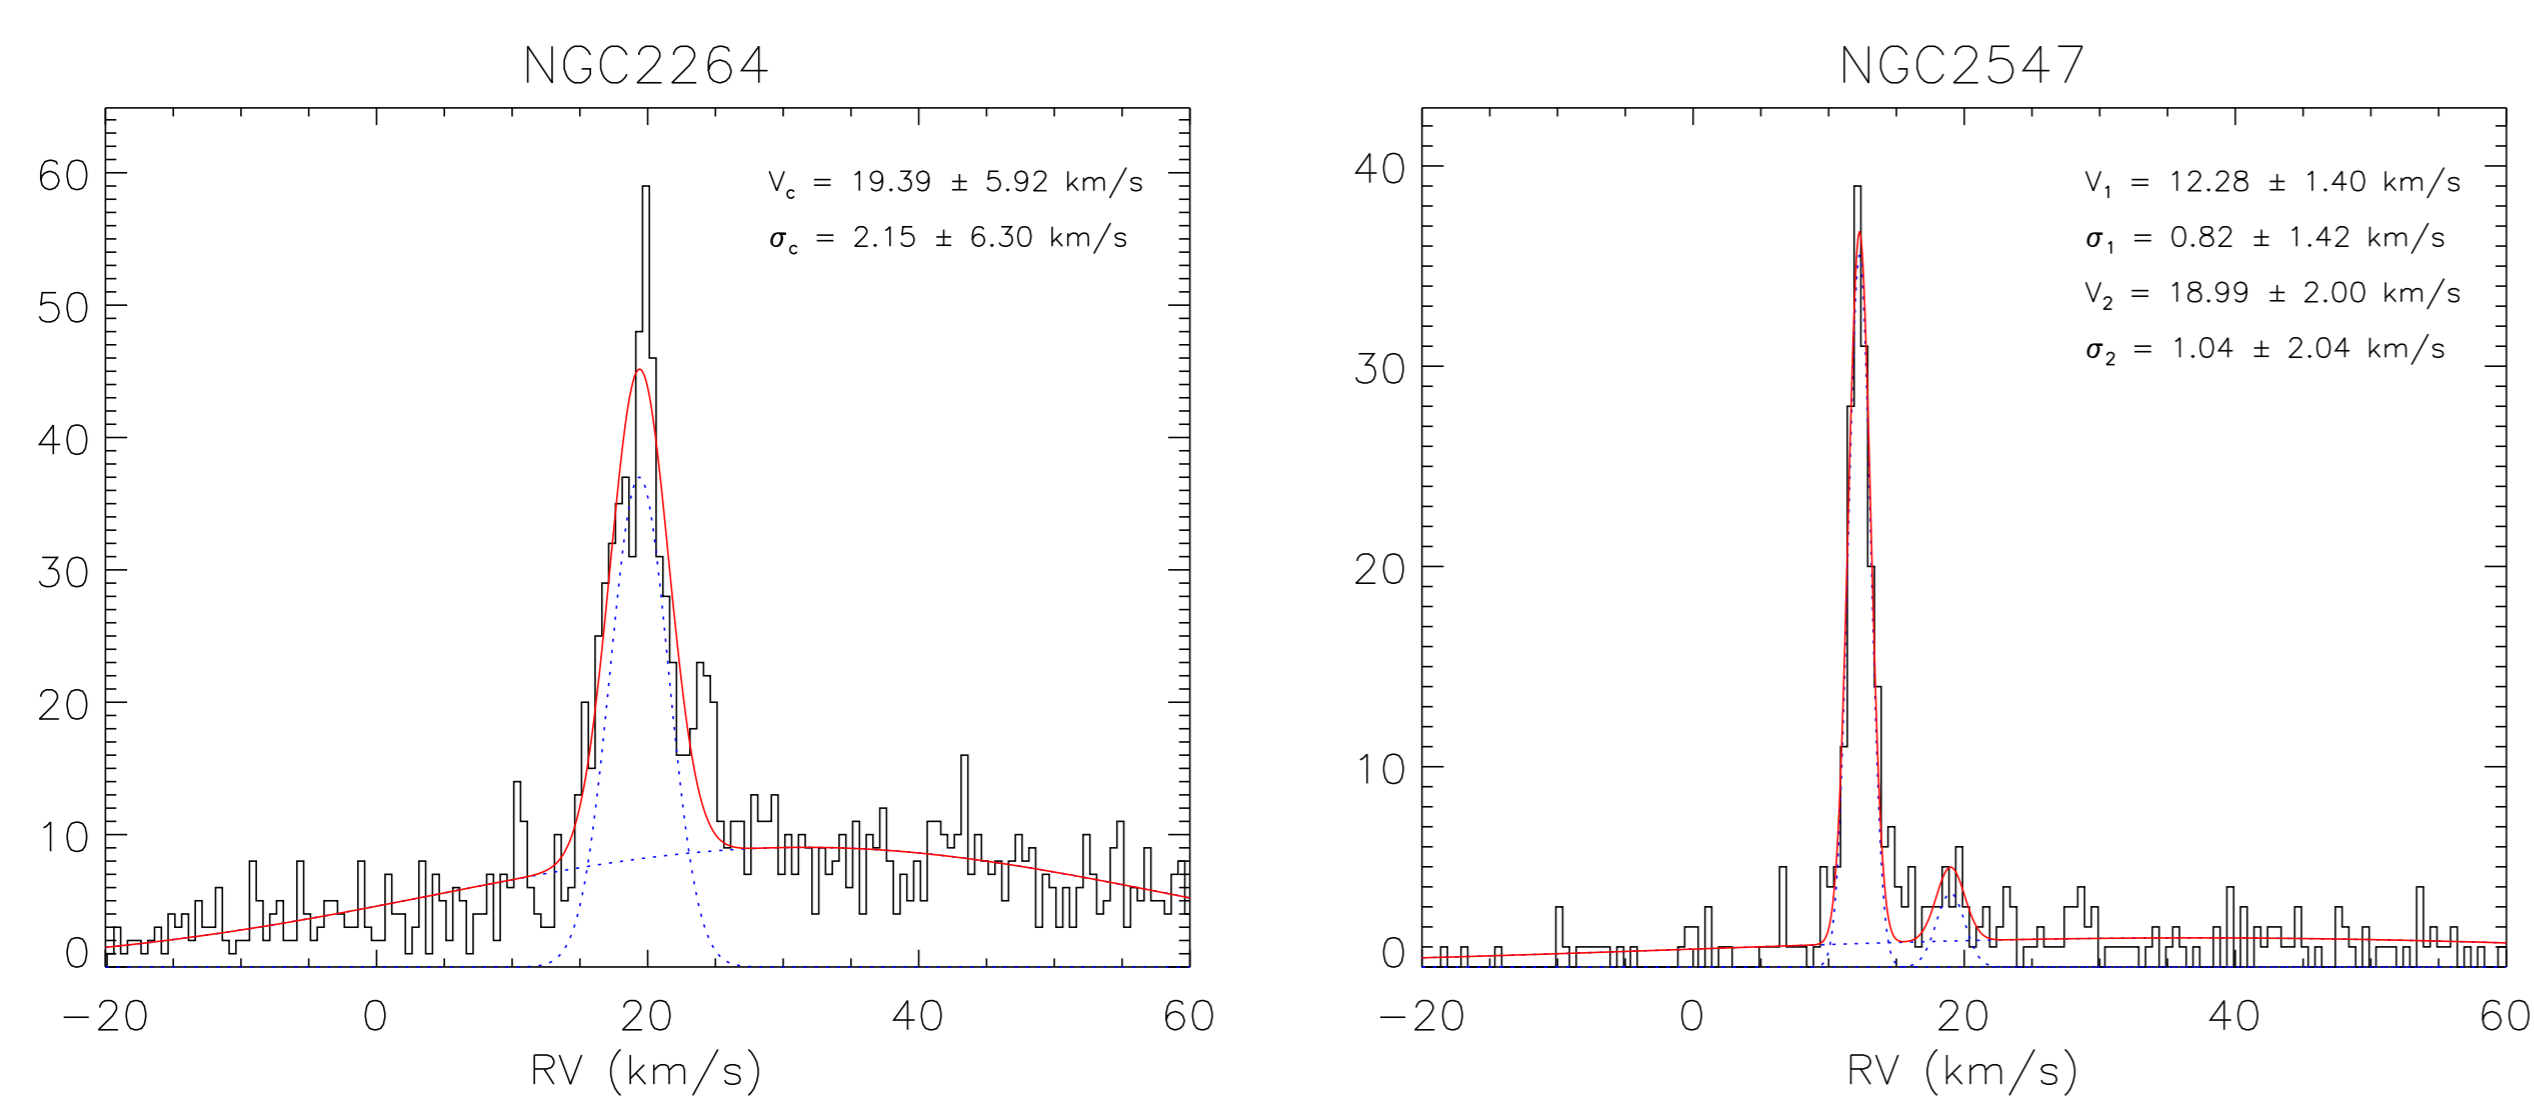 NGC2264
60
50
40
30
20
10
0
V_c = 19.39 ± 5.92 km/s
σ_c = 2.15 ± 6.30 km/s
−20 0 20 40 60
RV (km/s)
NGC2547
40
30
20
10
0
V_1 = 12.28 ± 1.40 km/s
σ_1 = 0.82 ± 1.42 km/s
V_2 = 18.99 ± 2.00 km/s
σ_2 = 1.04 ± 2.04 km/s
−20 0 20 40 60
RV (km/s)